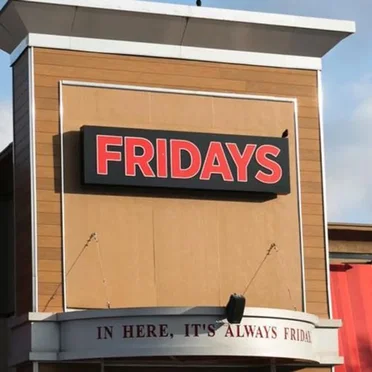 FRIDAYS
IN HERE, IT'S ALWAYS FRIDAY